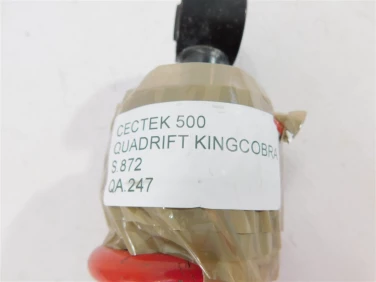 CECTEK 500
QUADRIFT KINGCOBRA
S.872
QA.247